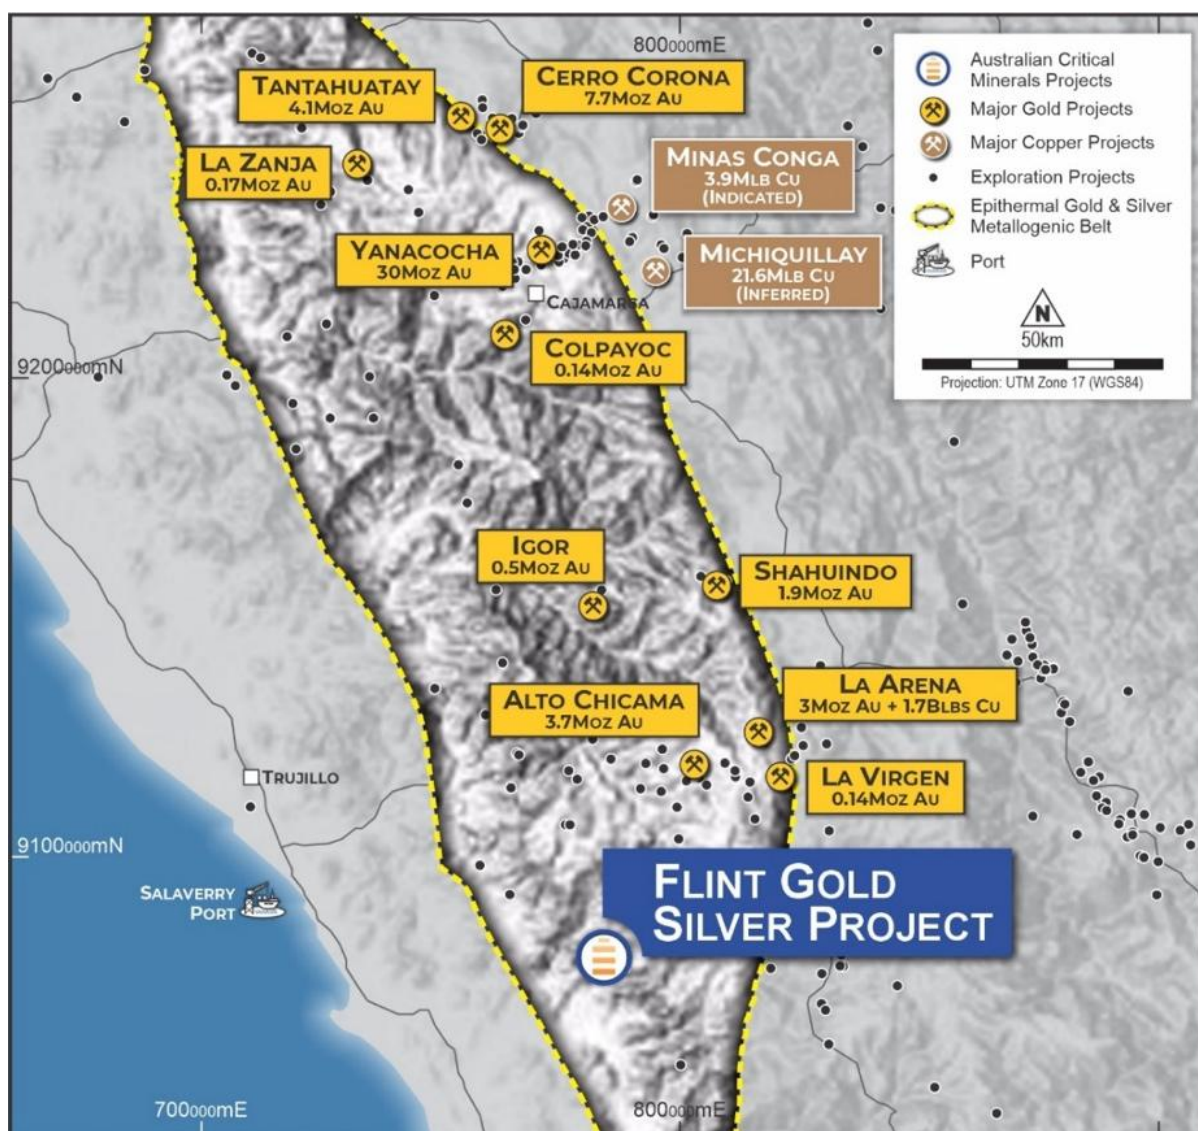 800000mE
TANTAHUATAY
4.1MOZ AU
CERRO CORONA
7.7MOZ AU
LA ZANJA
0.17MOZ AU
MINAS CONGA
3.9MLB CU
(INDICATED)
YANACOCHA
30MOZ AU
MICHIQUILLAY
21.6MLB CU
(INFERRED)
CAJAMARCA
COLPAYOC
0.14MOZ AU
9200000mN
Australian Critical
Minerals Projects
Major Gold Projects
Major Copper Projects
Exploration Projects
Epithermal Gold & Silver
Metallogenic Belt
Port
N
50km
Projection: UTM Zone 17 (WGS84)
IGOR
0.5MOZ AU
SHAHUINDO
1.9MOZ AU
ALTO CHICAMA
3.7MOZ AU
LA ARENA
3MOZ AU + 1.7BLBS CU
TRUJILLO
LA VIRGEN
0.14MOZ AU
9100000mN
SALAVERRY
PORT
FLINT GOLD
SILVER PROJECT
700000mE
800000mE